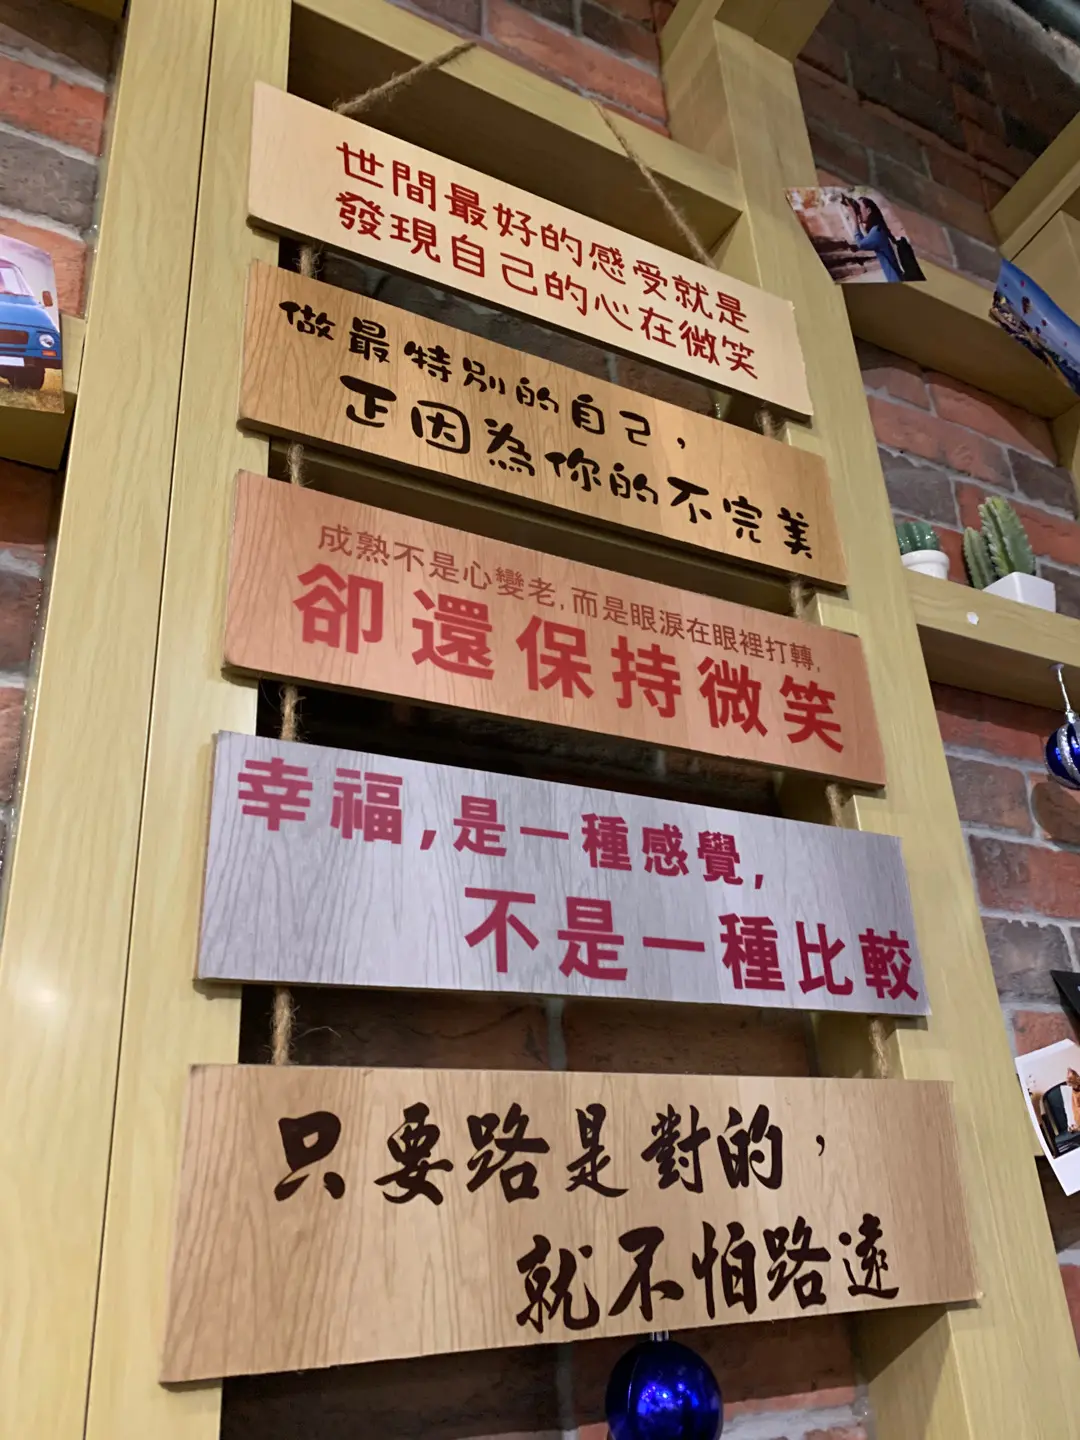 世間最好的感受就是
發現自己的心在微笑
做最特別的自己，
正因為你的不完美
成熟不是心變老,而是眼淚在眼裡打轉,
卻還保持微笑
幸福,是一種感覺,
不是一種比較
只要路是對的，
就不怕路遠